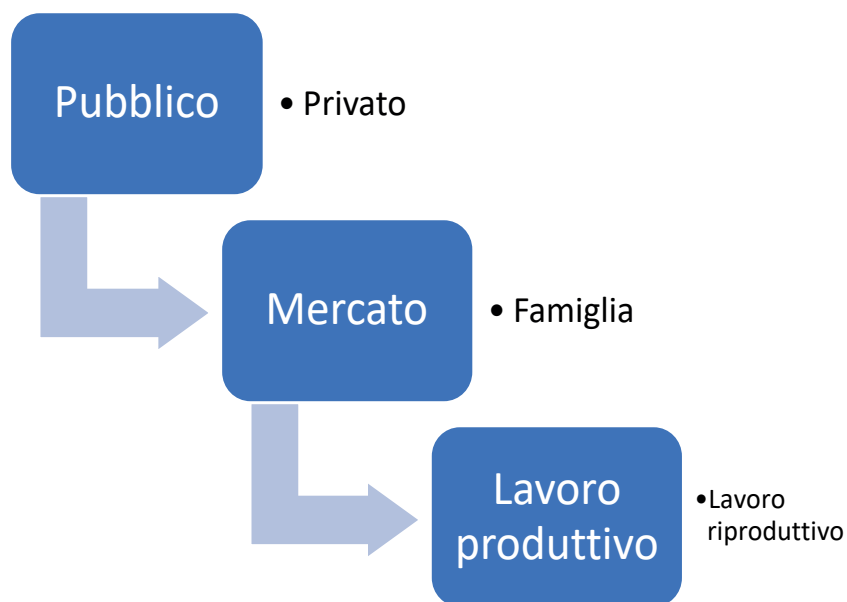 Pubblico
• Privato
Mercato
• Famiglia
Lavoro
produttivo
•Lavoro
riproduttivo